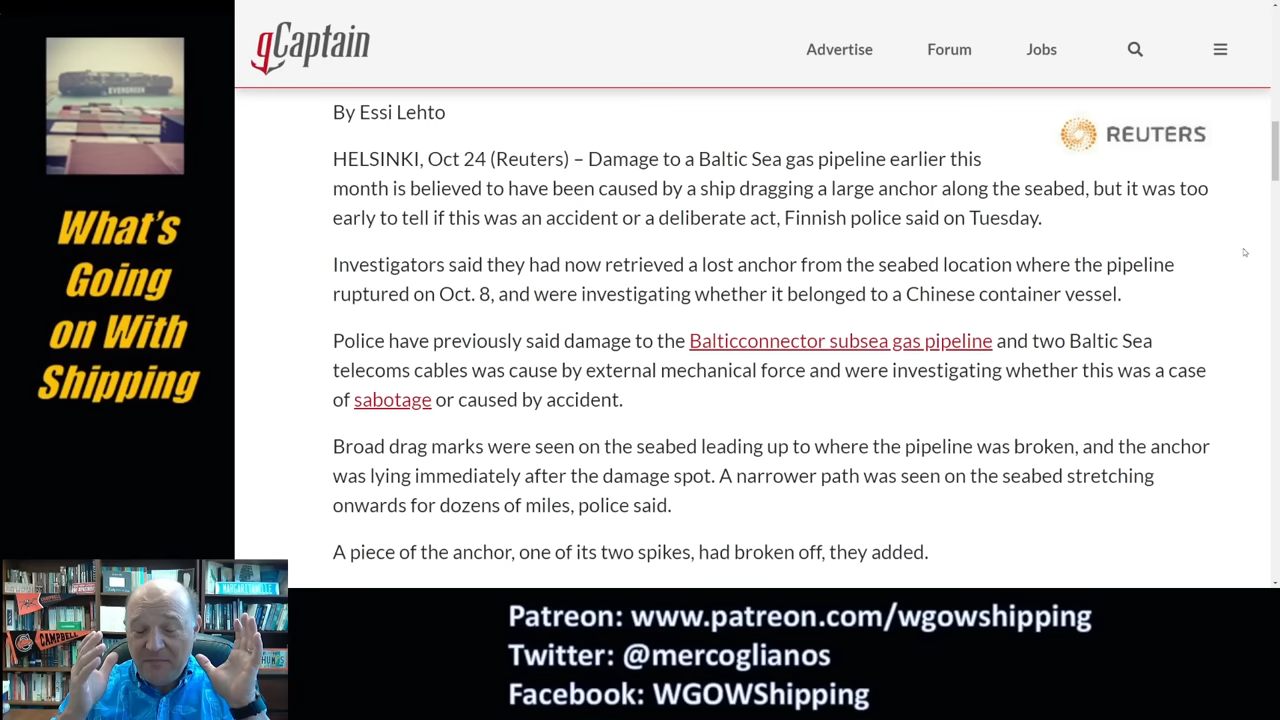 EVERGREEN
What's
Going
on With
Shipping
gCaptain
Advertise Forum Jobs
By Essi Lehto
REUTERS
HELSINKI, Oct 24 (Reuters) – Damage to a Baltic Sea gas pipeline earlier this
month is believed to have been caused by a ship dragging a large anchor along the seabed, but it was too
early to tell if this was an accident or a deliberate act, Finnish police said on Tuesday.
Investigators said they had now retrieved a lost anchor from the seabed location where the pipeline
ruptured on Oct. 8, and were investigating whether it belonged to a Chinese container vessel.
Police have previously said damage to the Balticconnector subsea gas pipeline and two Baltic Sea
telecoms cables was cause by external mechanical force and were investigating whether this was a case
of sabotage or caused by accident.
Broad drag marks were seen on the seabed leading up to where the pipeline was broken, and the anchor
was lying immediately after the damage spot. A narrower path was seen on the seabed stretching
onwards for dozens of miles, police said.
A piece of the anchor, one of its two spikes, had broken off, they added.
CAMPBELL
Patreon: www.patreon.com/wgowshipping
Twitter: @mercoglianos
Facebook: WGOWShipping